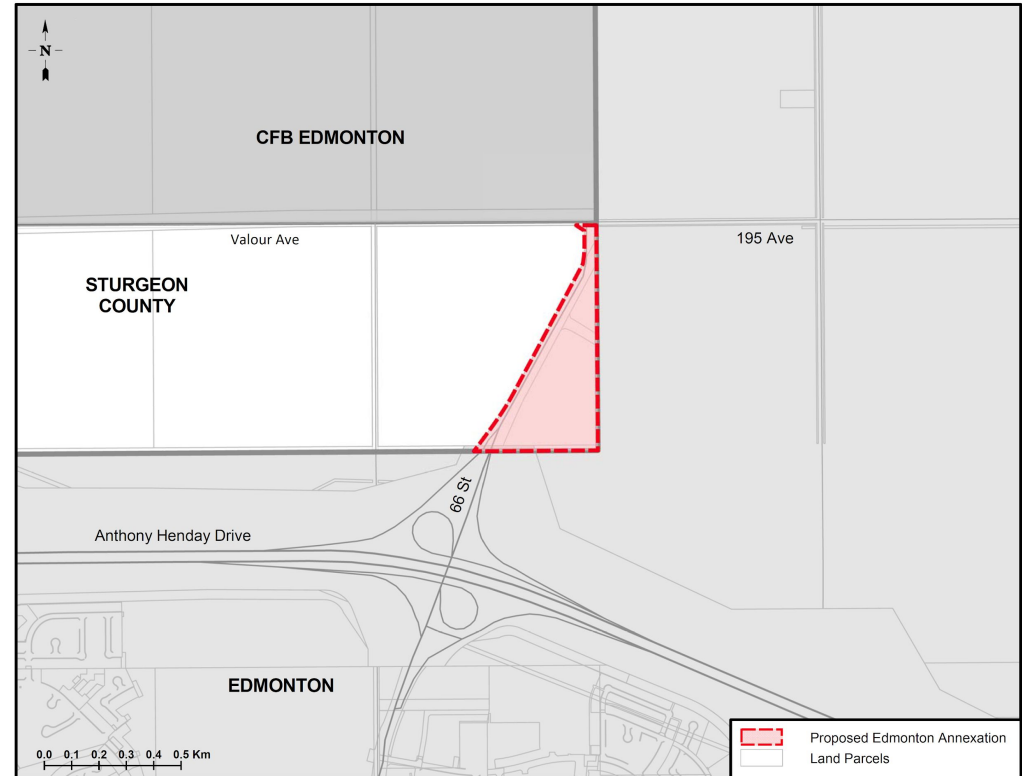 N
CFB EDMONTON
Valour Ave
195 Ave
STURGEON
COUNTY
66 St
Anthony Henday Drive
EDMONTON
0.0 0.1 0.2 0.3 0.4 0.5 Km
Proposed Edmonton Annexation
Land Parcels